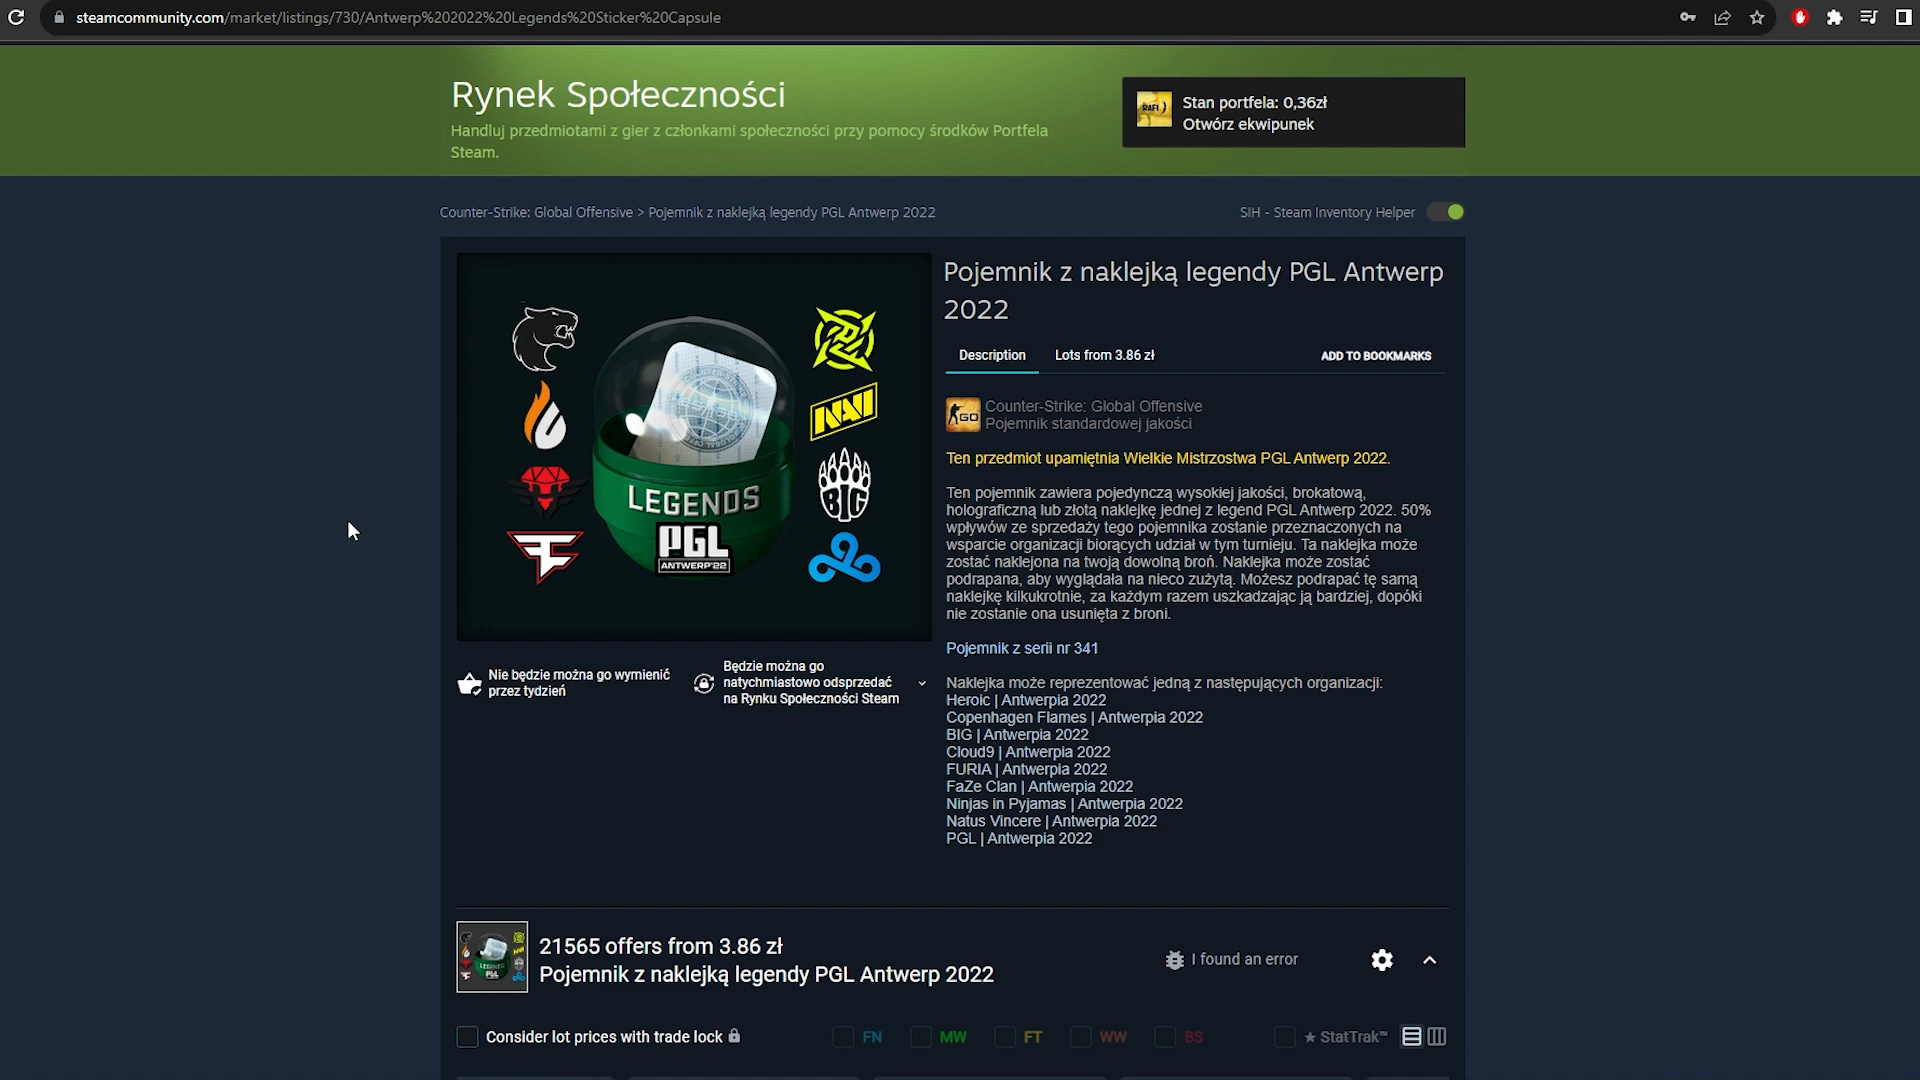 steamcommunity.com/market/listings/730/Antwerp%202022%20Legends%20Sticker%20Capsule
Rynek Społeczności
Handluj przedmiotami z gier z członkami społeczności przy pomocy środków Portfela
Steam.
Stan portfela: 0,36zł
Otwórz ekwipunek
Counter-Strike: Global Offensive > Pojemnik z naklejką legendy PGL Antwerp 2022
SIH - Steam Inventory Helper
LEGENDS
PGL
ANTWERP'22
NAVI
BIG
Pojemnik z naklejką legendy PGL Antwerp
2022
Description
Lots from 3.86 zł
ADD TO BOOKMARKS
GO
Counter-Strike: Global Offensive
Pojemnik standardowej jakości
Ten przedmiot upamiętnia Wielkie Mistrzostwa PGL Antwerp 2022.
Ten pojemnik zawiera pojedynczą wysokiej jakości, brokatową,
holograficzną lub złotą naklejkę jednej z legend PGL Antwerp 2022. 50%
wpływów ze sprzedaży tego pojemnika zostanie przeznaczonych na
wsparcie organizacji biorących udział w tym turnieju. Ta naklejka może
zostać naklejona na twoją dowolną broń. Naklejka może zostać
podrapana, aby wyglądała na nieco zużytą. Możesz podrapać tę samą
naklejkę kilkukrotnie, za każdym razem uszkadzając ją bardziej, dopóki
nie zostanie ona usunięta z broni.
Pojemnik z serii nr 341
Naklejka może reprezentować jedną z następujących organizacji:
Heroic | Antwerpia 2022
Copenhagen Flames | Antwerpia 2022
BIG | Antwerpia 2022
Cloud9 | Antwerpia 2022
FURIA | Antwerpia 2022
FaZe Clan | Antwerpia 2022
Ninjas in Pyjamas | Antwerpia 2022
Natus Vincere | Antwerpia 2022
PGL | Antwerpia 2022
Nie będzie można go wymienić
przez tydzień
Będzie można go
natychmiastowo odsprzedać
na Rynku Społeczności Steam
21565 offers from 3.86 zł
Pojemnik z naklejką legendy PGL Antwerp 2022
I found an error
Consider lot prices with trade lock
FN
MW
FT
WW
BS
★ StatTrak™